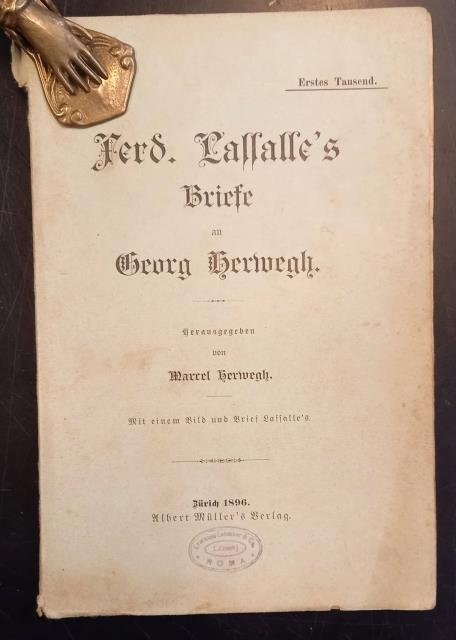 Erstes Tausend.
Ferd. Lassalle's
Briefe
an
Georg Herwegh.
Herausgegeben
von
Marcel Herwegh.
Mit einem Bild und Brief Lassalle's.
Zürich 1896.
Albert Müller's Verlag.
ROMA